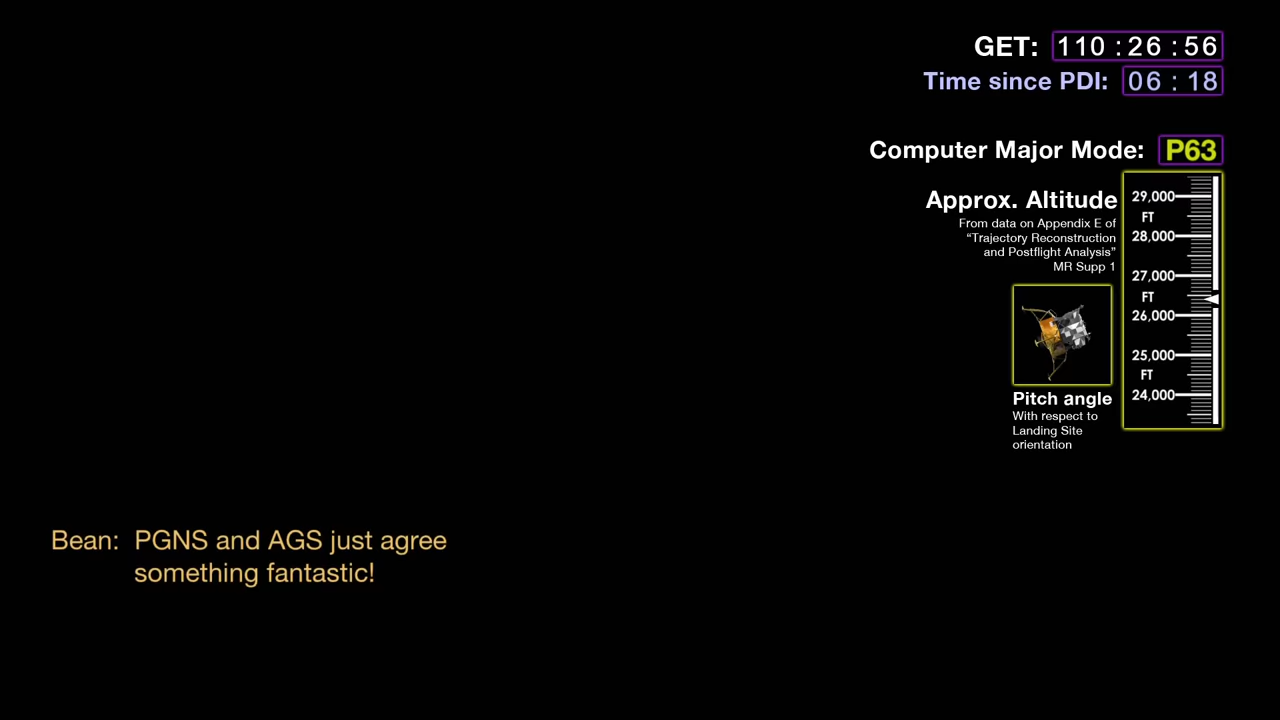 GET: 110 : 26 : 56
Time since PDI: 06 : 18
Computer Major Mode: P63
Approx. Altitude
From data on Appendix E of
“Trajectory Reconstruction
and Postflight Analysis”
MR Supp 1
29,000
FT
28,000
27,000
FT
26,000
25,000
FT
24,000
Pitch angle
With respect to
Landing Site
orientation
Bean: PGNS and AGS just agree
something fantastic!